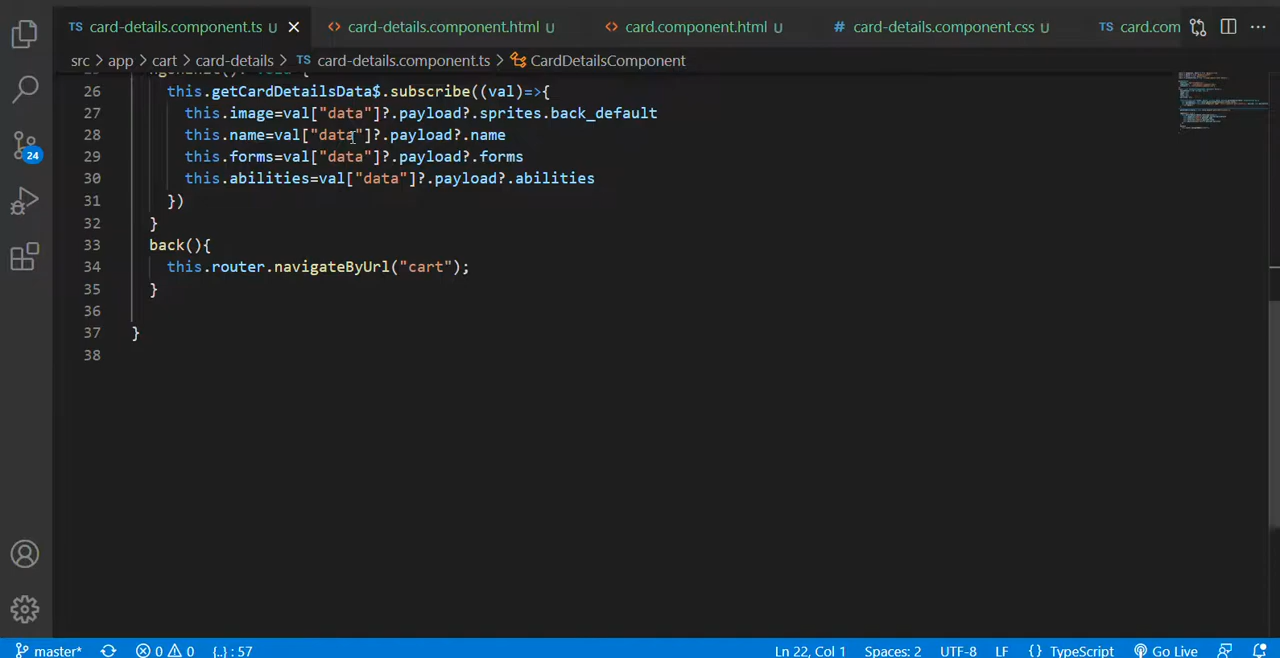 TS card-details.component.ts U <> card-details.component.html U <> card.component.html U # card-details.component.css U TS card.com
src > app > cart > card-details > TS card-details.component.ts > CardDetailsComponent
26 this.getCardDetailsData$.subscribe((val)=>{
27 this.image=val["data"]?.payload?.sprites.back_default
28 this.name=val["data"]?.payload?.name
29 this.forms=val["data"]?.payload?.forms
30 this.abilities=val["data"]?.payload?.abilities
31 })
32 }
33 back(){
34 this.router.navigateByUrl("cart");
35 }
36
37 }
38
24
master* 0 0 {..} : 57 Ln 22, Col 1 Spaces: 2 UTF-8 LF {} TypeScript Go Live